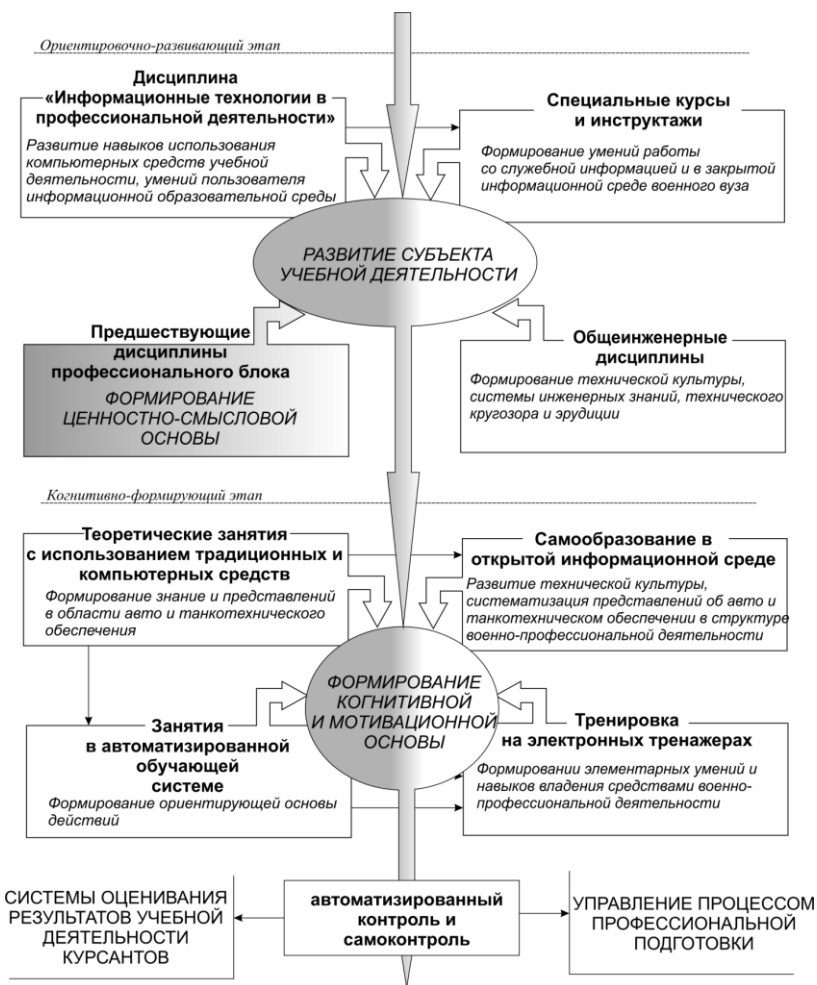 Ориентировочно-развивающий этап
Дисциплина
«Информационные технологии в
профессиональной деятельности»
Развитие навыков использования
компьютерных средств учебной
деятельности, умений пользователя
информационной образовательной среды
Специальные курсы
и инструктажи
Формирование умений работы
со служебной информацией и в закрытой
информационной среде военного вуза
РАЗВИТИЕ СУБЪЕКТА
УЧЕБНОЙ ДЕЯТЕЛЬНОСТИ
Предшествующие
дисциплины
профессионального блока
ФОРМИРОВАНИЕ
ЦЕННОСТНО-СМЫСЛОВОЙ
ОСНОВЫ
Общеинженерные
дисциплины
Формирование технической культуры,
системы инженерных знаний, технического
кругозора и эрудиции
Когнитивно-формирующий этап
Теоретические занятия
с использованием традиционных и
компьютерных средств
Формирование знание и представлений
в области авто и танкотехнического
обеспечения
Самообразование в
открытой информационной среде
Развитие технической культуры,
систематизация представлений об авто и
танкотехническом обеспечении в структуре
военно-профессиональной деятельности
ФОРМИРОВАНИЕ
КОГНИТИВНОЙ
И МОТИВАЦИОННОЙ
ОСНОВЫ
Занятия
в автоматизированной
обучающей
системе
Формирование ориентирующей основы
действий
Тренировка
на электронных тренажерах
Формировании элементарных умений и
навыков владения средствами военно-
профессиональной деятельности
СИСТЕМЫ ОЦЕНИВАНИЯ
РЕЗУЛЬТАТОВ УЧЕБНОЙ
ДЕЯТЕЛЬНОСТИ
КУРСАНТОВ
автоматизированный
контроль и
самоконтроль
УПРАВЛЕНИЕ ПРОЦЕССОМ
ПРОФЕССИОНАЛЬНОЙ
ПОДГОТОВКИ